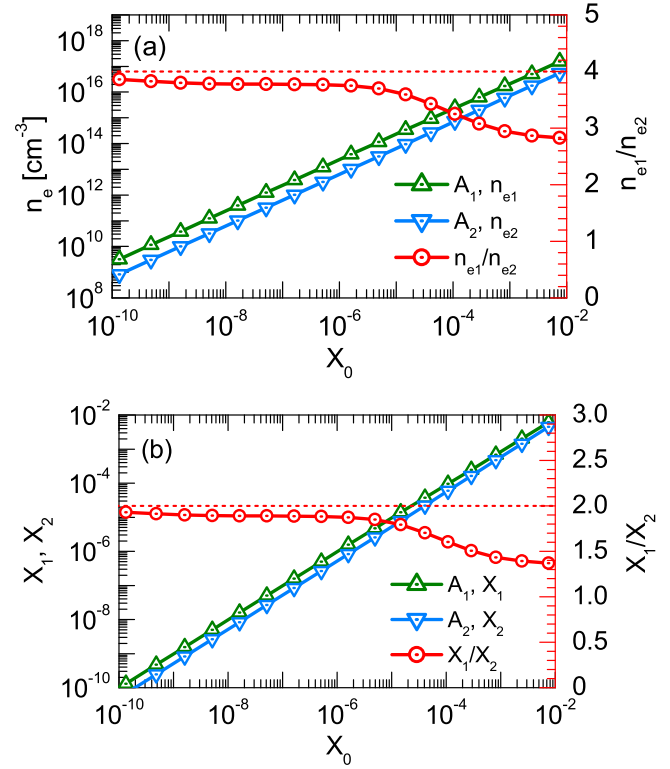 (a)
n_e [cm^-3]
10^18
10^16
10^14
10^12
10^10
10^8
5
4
3
2
1
0
n_e1/n_e2
A_1, n_e1
A_2, n_e2
n_e1/n_e2
10^-10 10^-8 10^-6 10^-4 10^-2
X_0
(b)
X_1, X_2
10^-2
10^-4
10^-6
10^-8
10^-10
3.0
2.5
2.0
1.5
1.0
0.5
0
X_1/X_2
A_1, X_1
A_2, X_2
X_1/X_2
10^-10 10^-8 10^-6 10^-4 10^-2
X_0